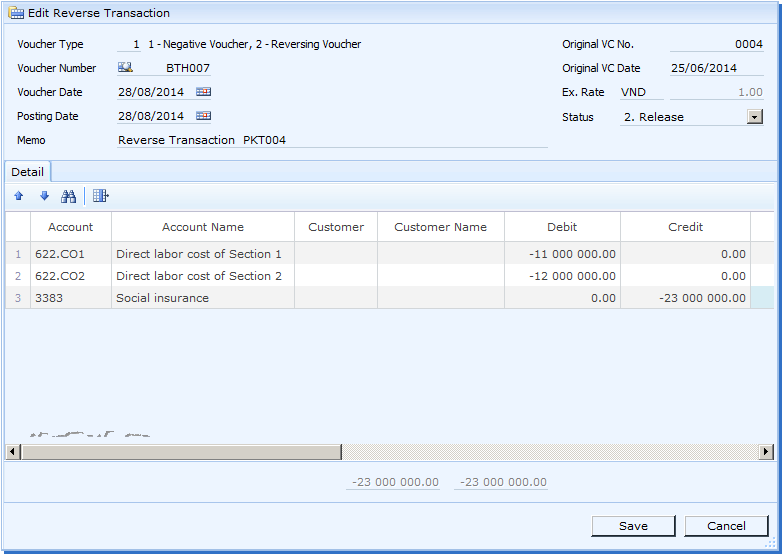 Edit Reverse Transaction
Voucher Type 1 1 - Negative Voucher, 2 - Reversing Voucher Original VC No. 0004
Voucher Number BTH007 Original VC Date 25/06/2014
Voucher Date 28/08/2014 Ex. Rate VND 1.00
Posting Date 28/08/2014 Status 2. Release
Memo Reverse Transaction PKT004
Detail
Account Account Name Customer Customer Name Debit Credit
1 622.CO1 Direct labor cost of Section 1 -11 000 000.00 0.00
2 622.CO2 Direct labor cost of Section 2 -12 000 000.00 0.00
3 3383 Social insurance 0.00 -23 000 000.00
-23 000 000.00 -23 000 000.00
Save Cancel